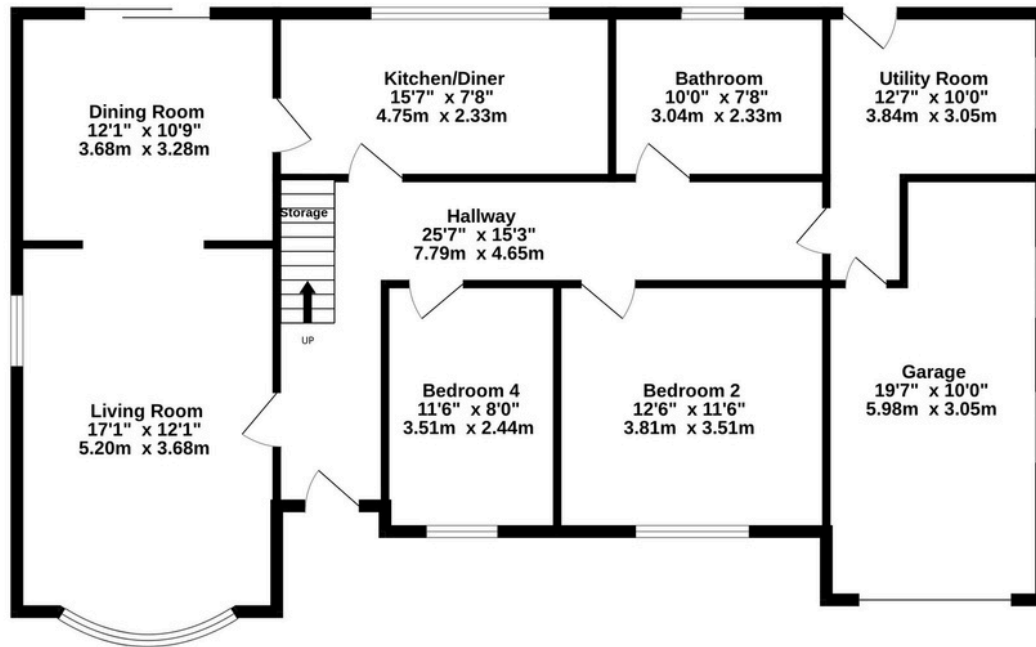 Kitchen/Diner
15'7" x 7'8"
4.75m x 2.33m
Bathroom
10'0" x 7'8"
3.04m x 2.33m
Utility Room
12'7" x 10'0"
3.84m x 3.05m
Dining Room
12'1" x 10'9"
3.68m x 3.28m
Storage
Hallway
25'7" x 15'3"
7.79m x 4.65m
UP
Living Room
17'1" x 12'1"
5.20m x 3.68m
Bedroom 4
11'6" x 8'0"
3.51m x 2.44m
Bedroom 2
12'6" x 11'6"
3.81m x 3.51m
Garage
19'7" x 10'0"
5.98m x 3.05m